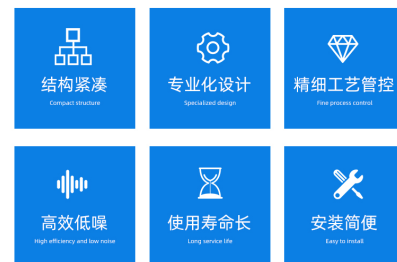 结构紧凑
Compact structure
专业化设计
Specialized design
精细工艺管控
Fine process control
高效低噪
High efficiency and low noise
使用寿命长
Long service life
安装简便
Easy to install